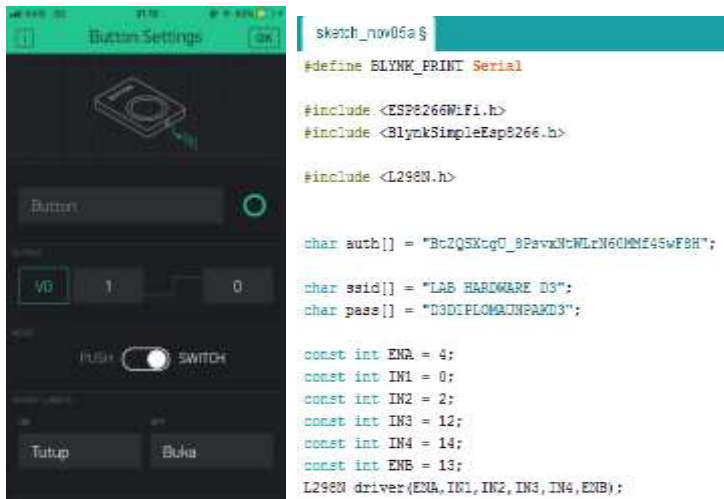 Button Settings
OK
Button
V0 1 0
PUSH SWITCH
Tutup Buka
sketch_nov05a §
#define BLYNK_PRINT Serial
#include <ESP8266WiFi.h>
#include <BlynkSimpleEsp8266.h>
#include <L298N.h>
char auth[] =
char ssid[] = "LAB HARDWARE D3";
char pass[] = "D3DIPLOMAUNPAKD3";
const int ENA = 4;
const int IN1 = 0;
const int IN2 = 2;
const int IN3 = 12;
const int IN4 = 14;
const int ENB = 13;
L298N driver(ENA,IN1,IN2,IN3,IN4,ENB);